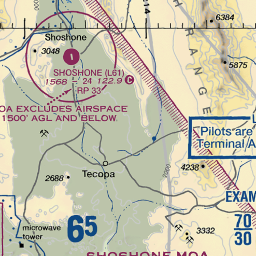 6384
Shoshone
3048
5875
SHOSHONE (L61)
1568 - 24 122.9 C
RP 33
OA EXCLUDES AIRSPACE
1500' AGL AND BELOW
RANGE
Pilots are
Terminal A
Tecopa
2688
4238
EXAM
65
70
30
microwave
tower
3332
SHOSHONE MOA